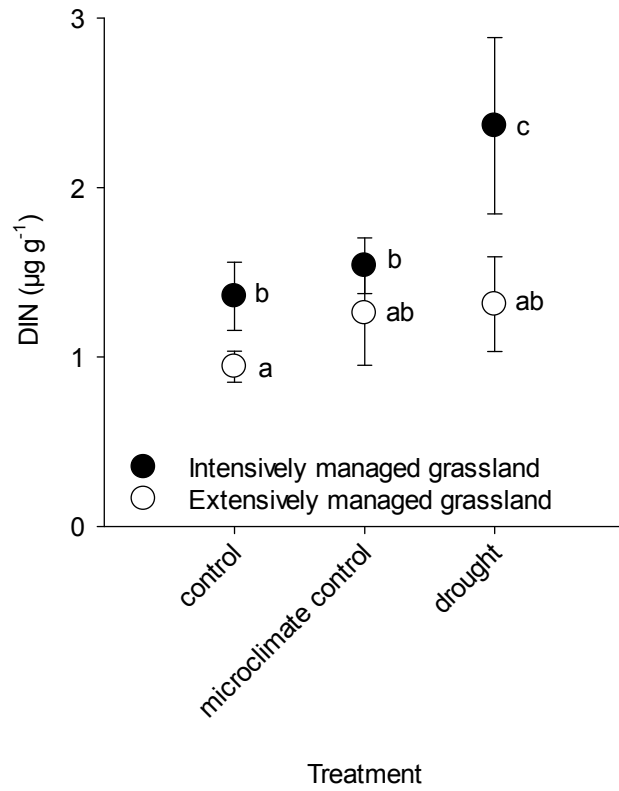 3
c
2
b
b
ab
ab
1
a
0
DIN (µg g⁻¹)
Intensively managed grassland
Extensively managed grassland
control
microclimate control
drought
Treatment